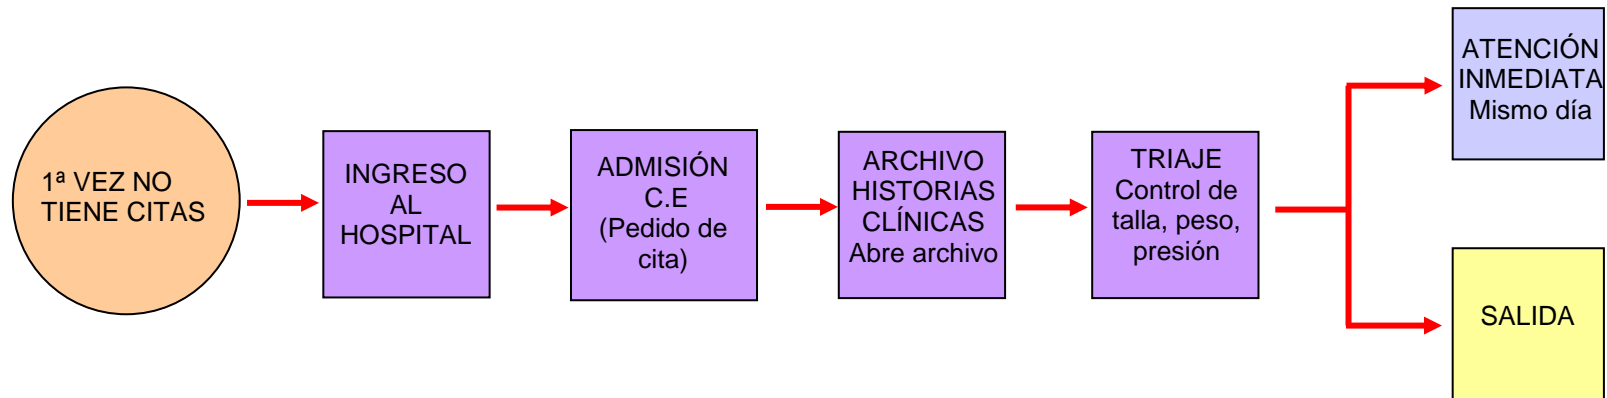 1ª VEZ NO
TIENE CITAS
INGRESO
AL
HOSPITAL
ADMISIÓN
C.E
(Pedido de
cita)
ARCHIVO
HISTORIAS
CLÍNICAS
Abre archivo
TRIAJE
Control de
talla, peso,
presión
ATENCIÓN
INMEDIATA
Mismo día
SALIDA